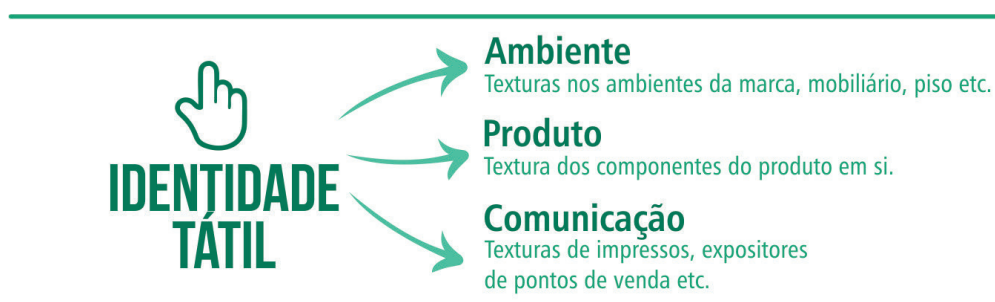 IDENTIDADE
TÁTIL
Ambiente
Texturas nos ambientes da marca, mobiliário, piso etc.
Produto
Textura dos componentes do produto em si.
Comunicação
Texturas de impressos, expositores
de pontos de venda etc.